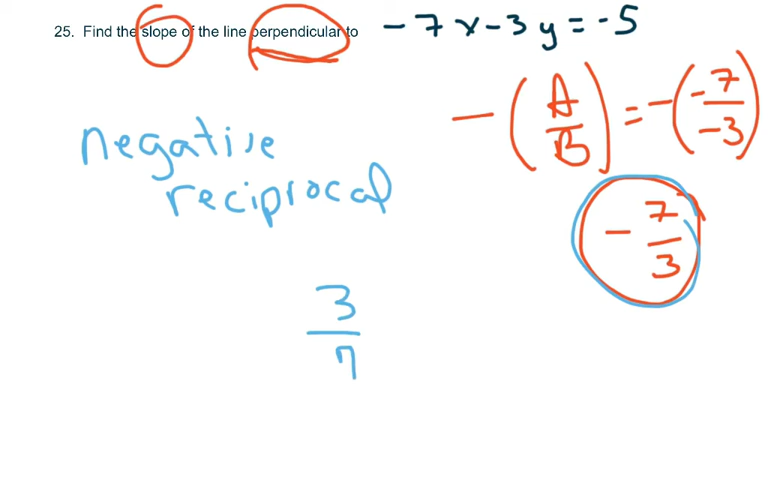 25. Find the slope of the line perpendicular to -7x-3y=-5
-(A/B)=-(-7/-3)
negative
reciprocal
-7/3
3/7